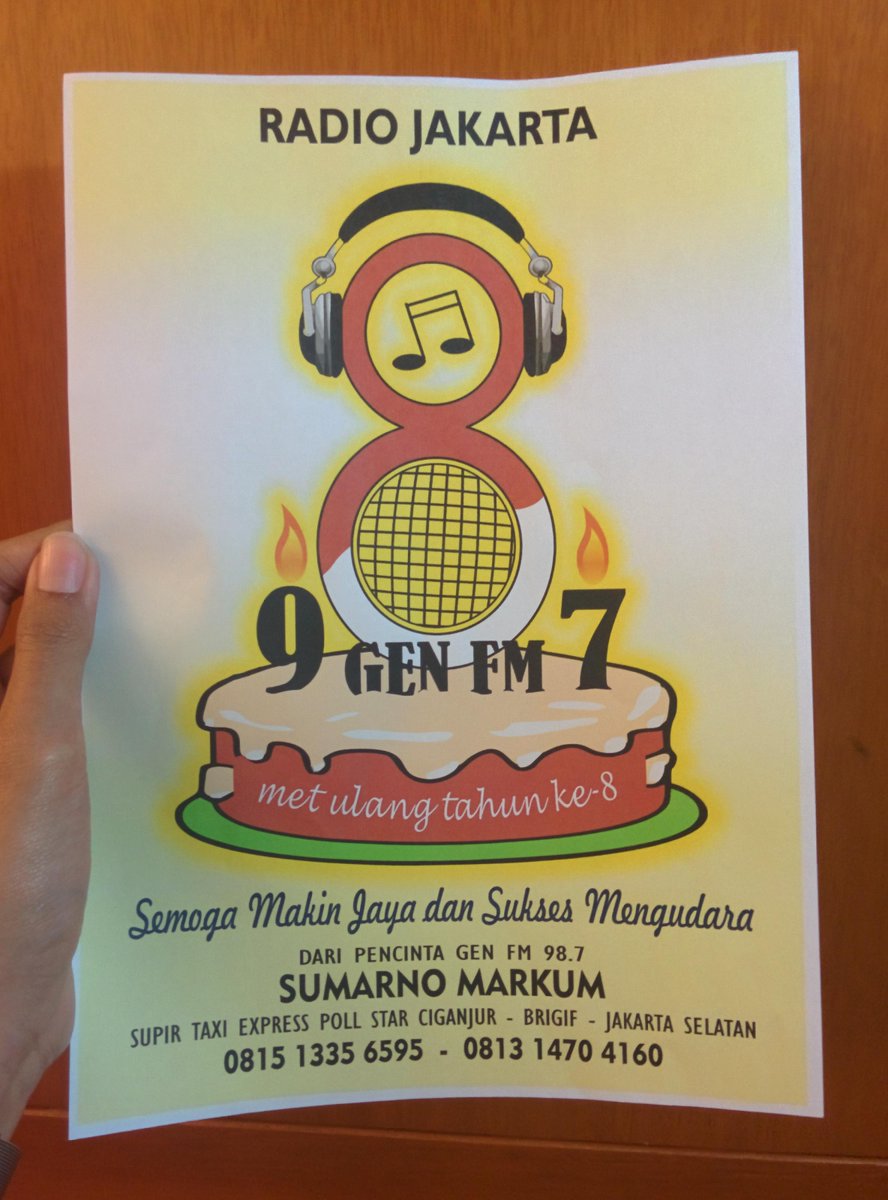 RADIO JAKARTA
8
9 GEN FM 7
met ulang tahun ke-8
Semoga Makin Jaya dan Sukses Mengudara
DARI PENCINTA GEN FM 98.7
SUMARNO MARKUM
SUPIR TAXI EXPRESS POLL STAR CIGANJUR - BRIGIF - JAKARTA SELATAN
0815 1335 6595 - 0813 1470 4160